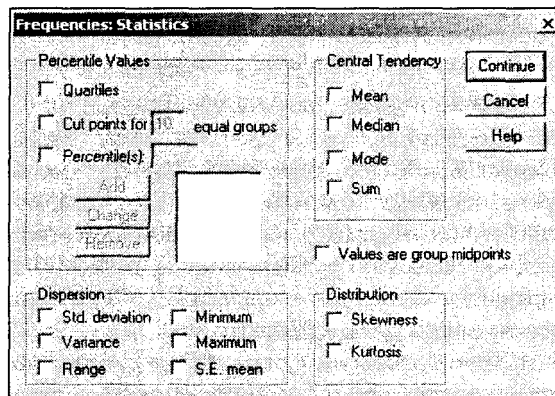 Frequencies: Statistics
Percentile Values
Quartiles
Cut points for 10 equal groups
Percentile(s):
Add
Change
Remove
Central Tendency
Mean
Median
Mode
Sum
Continue
Cancel
Help
Values are group midpoints
Dispersion
Std. deviation
Minimum
Variance
Maximum
Range
S.E. mean
Distribution
Skewness
Kurtosis